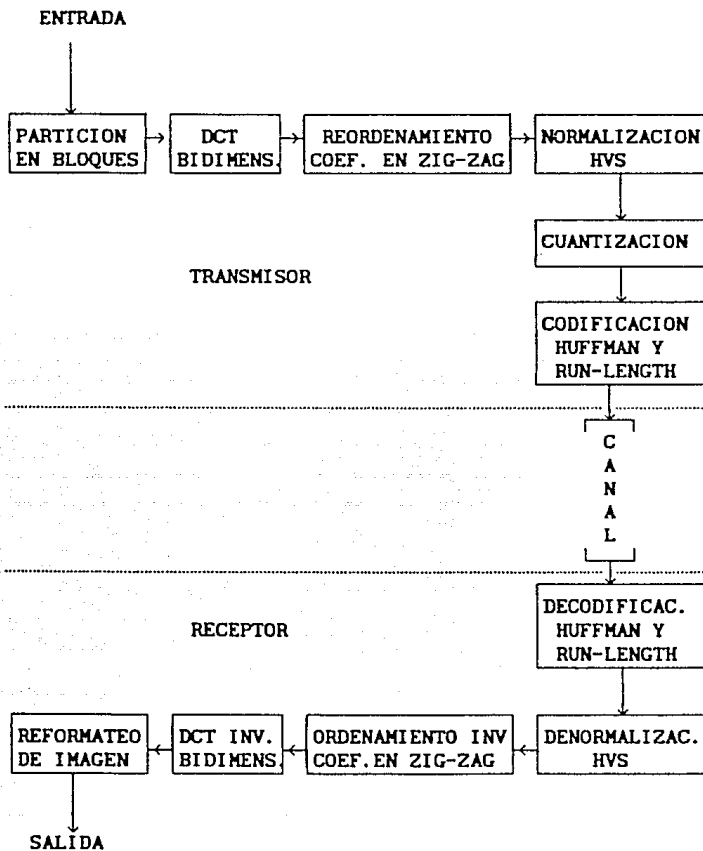 ENTRADA
PARTICION
EN BLOQUES
DCT
BIDIMENS.
REORDENAMIENTO
COEF. EN ZIG-ZAG
NORMALIZACION
HVS
CUANTIZACION
TRANSMISOR
CODIFICACION
HUFFMAN Y
RUN-LENGTH
C
A
N
A
L
RECEPTOR
DECODIFICAC.
HUFFMAN Y
RUN-LENGTH
REFORMATEO
DE IMAGEN
DCT INV.
BIDIMENS.
ORDENAMIENTO INV
COEF.EN ZIG-ZAG
DENORMALIZAC.
HVS
SALIDA